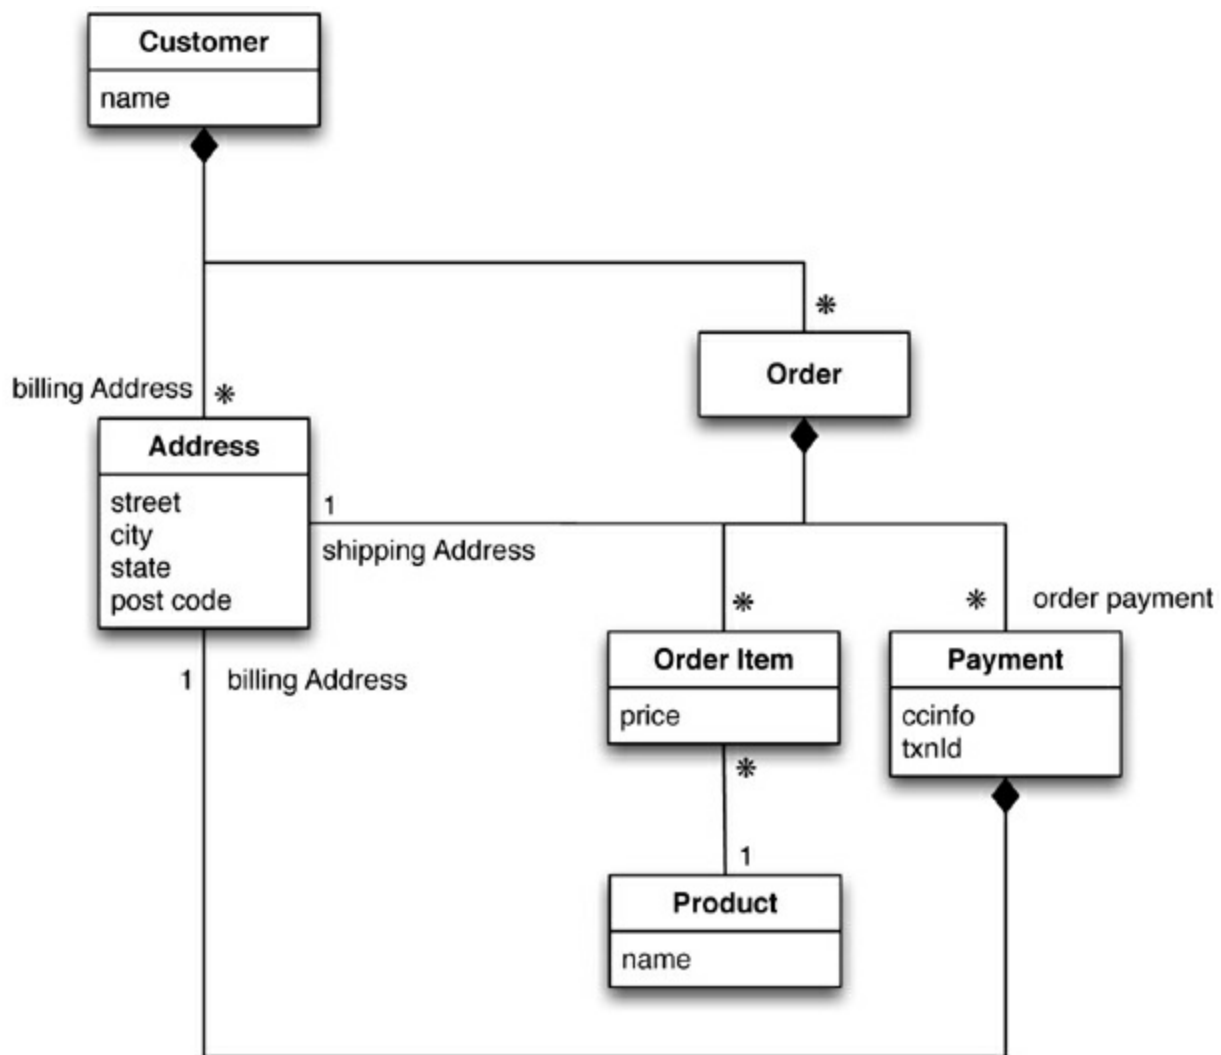 Customer
name
*
Order
billing Address *
Address
street
city
state
post code
1
shipping Address
*
* order payment
Order Item
price
Payment
ccinfo
txnId
1 billing Address
*
1
Product
name